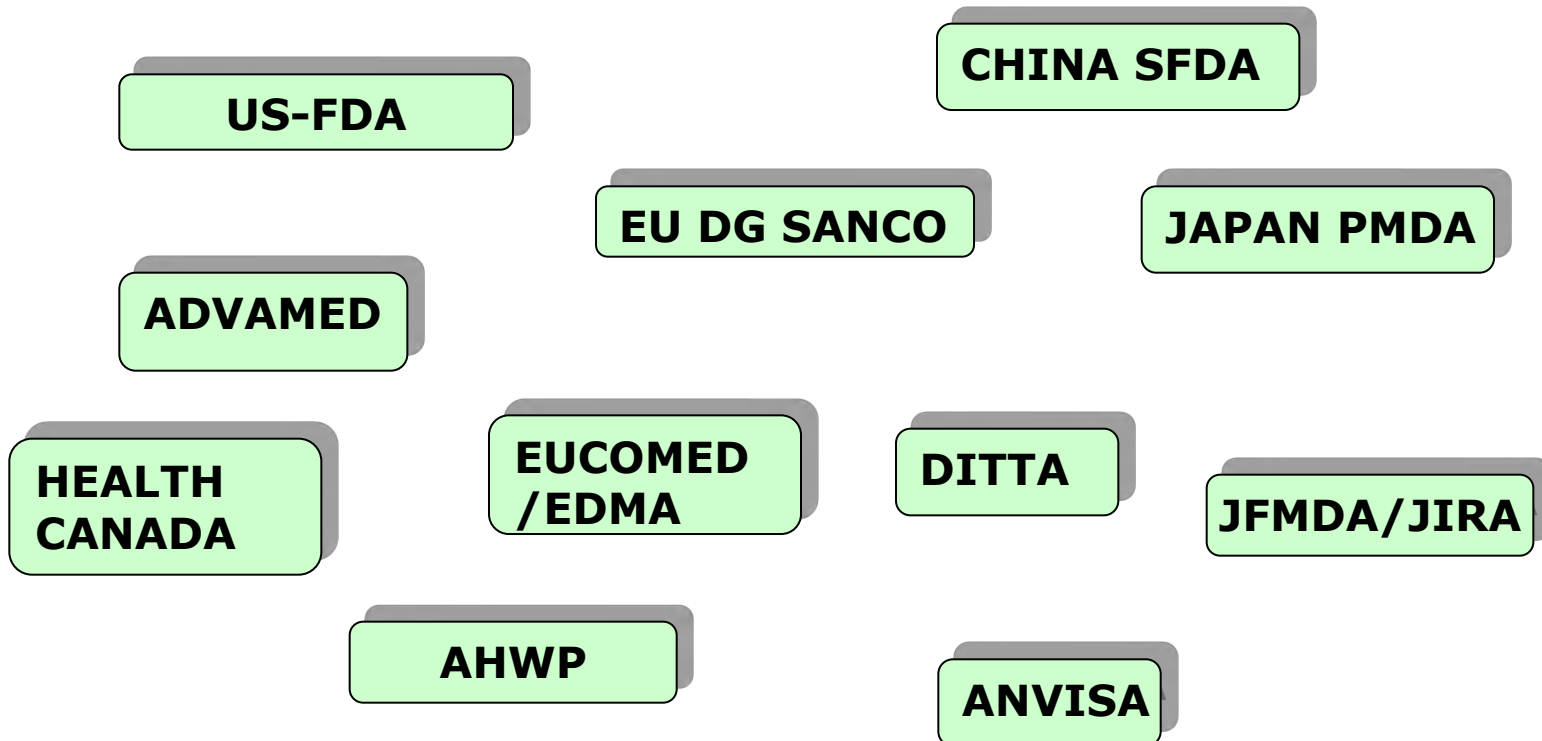 CHINA SFDA
US-FDA
EU DG SANCO
JAPAN PMDA
ADVAMED
EUCOMED
/EDMA
DITTA
HEALTH
CANADA
JFMDA/JIRA
AHWP
ANVISA